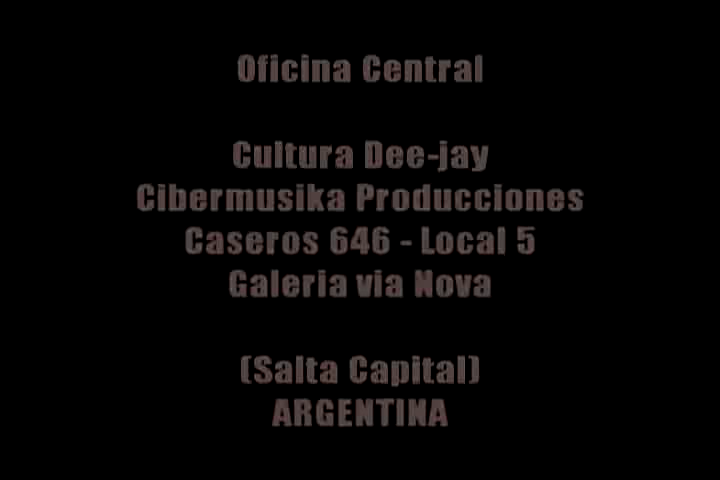 Oficina Central
Cultura Dee-jay
Cibermusika Producciones
Caseros 646 - Local 5
Galeria via Nova
(Salta Capital)
ARGENTINA